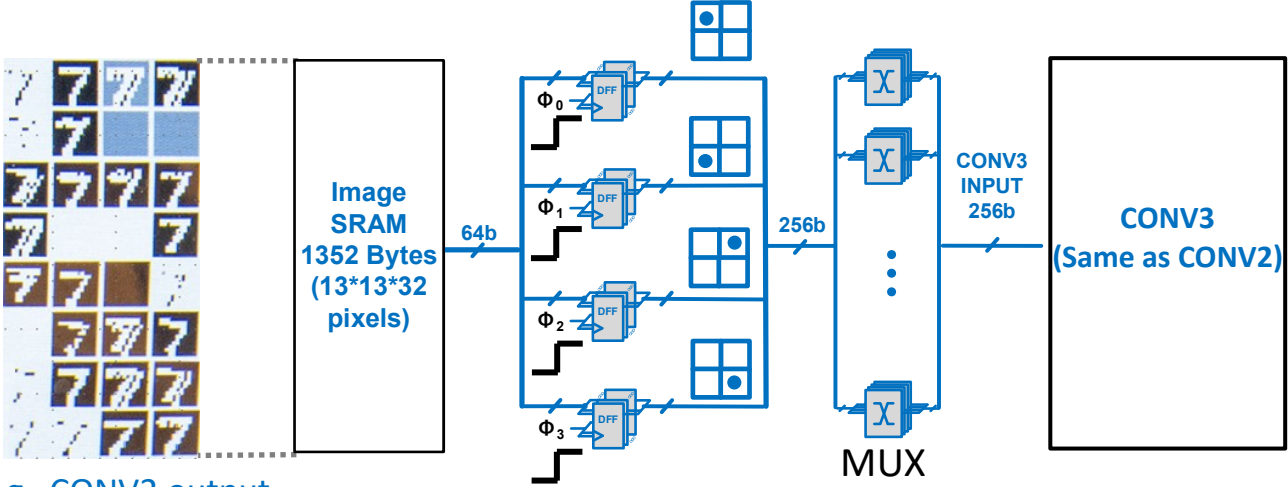 Image
SRAM
1352 Bytes
(13*13*32
pixels)
64b
DFF
Φ0
DFF
Φ1
DFF
Φ2
DFF
Φ3
256b
MUX
CONV3
INPUT
256b
CONV3
(Same as CONV2)